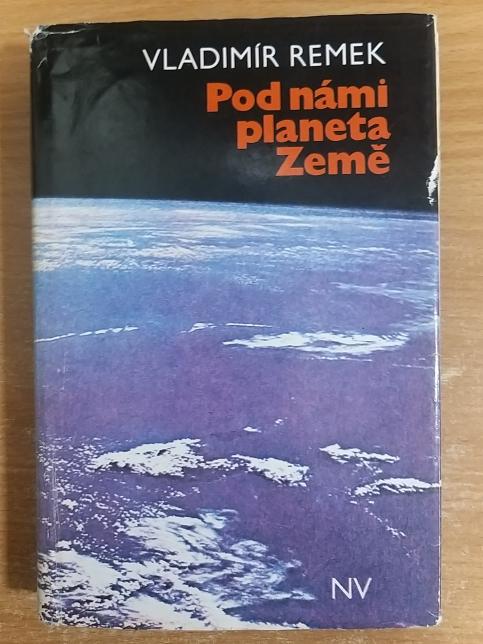 VLADIMÍR REMEK
Pod námi
planeta
Země
NV